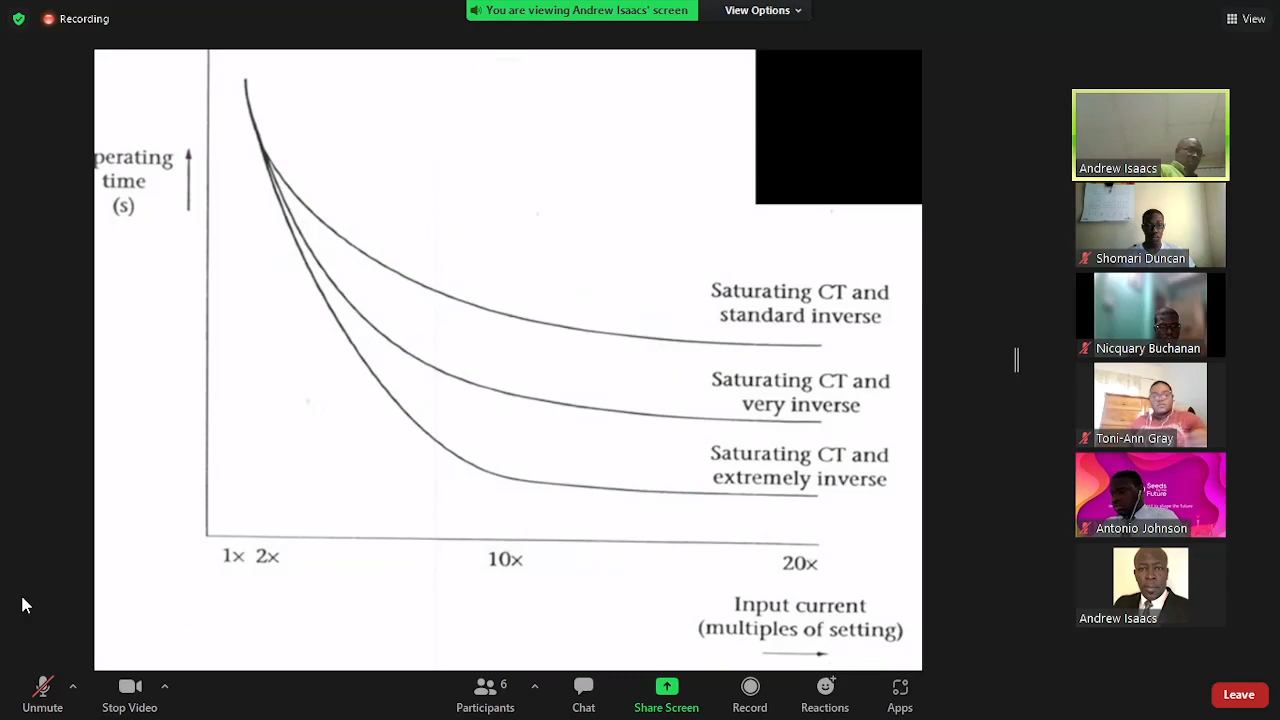 Recording
You are viewing Andrew Isaacs' screen
View Options
View
perating
time
(s)
Saturating CT and
standard inverse
Saturating CT and
very inverse
Saturating CT and
extremely inverse
1× 2×
10×
20×
Input current
(multiples of setting)
Andrew Isaacs
Shomari Duncan
Nicquary Buchanan
Toni-Ann Gray
Seeds
Future
Antonio Johnson
Andrew Isaacs
Unmute
Stop Video
6
Participants
Chat
Share Screen
Record
Reactions
Apps
Leave